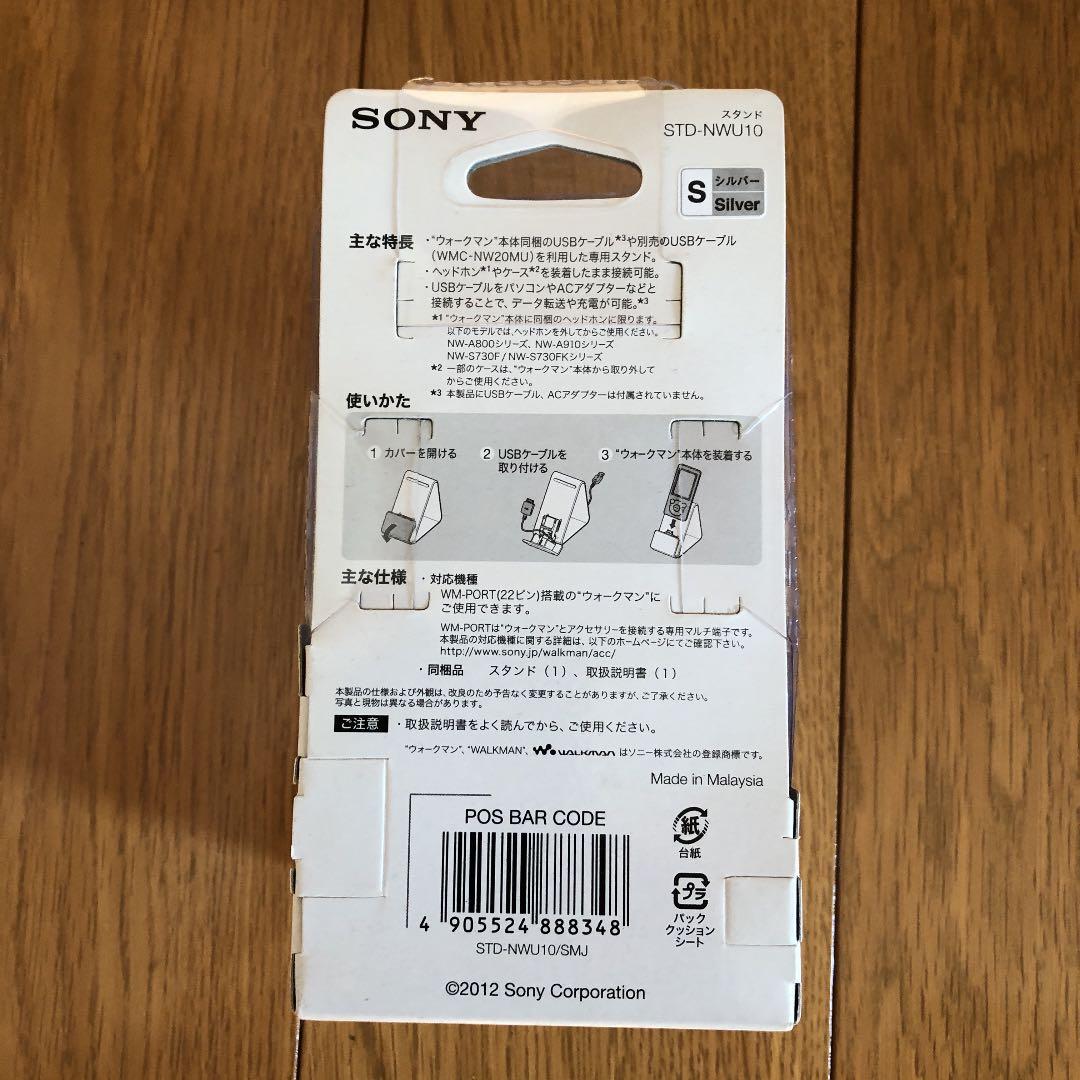 SONY
スタンド
STD-NWU10
S シルバー
Silver
主な特長 ・"ウォークマン"本体同梱のUSBケーブル*3や別売のUSBケーブル
(WMC-NW20MU)を利用した専用スタンド。
・ヘッドホン*1やケース*2を装着したまま接続可能。
・USBケーブルをパソコンやACアダプターなどと
接続することで、データ転送や充電が可能。*3
*1 "ウォークマン"本体に同梱のヘッドホンに限ります。
以下のモデルでは、ヘッドホンを外してからご使用ください。
NW-A800シリーズ、NW-A910シリーズ
NW-S730F / NW-S730FKシリーズ
*2 一部のケースは、"ウォークマン"本体から取り外して
からご使用ください。
*3 本製品にUSBケーブル、ACアダプターは付属されていません。
使いかた
1 カバーを開ける
2 USBケーブルを
取り付ける
3 "ウォークマン"本体を装着する
主な仕様 ・対応機種
WM-PORT(22ピン)搭載の"ウォークマン"に
ご使用できます。
WM-PORTは"ウォークマン"とアクセサリーを接続する専用マルチ端子です。
本製品の対応機種に関する詳細は、以下のホームページにてご確認下さい。
http://www.sony.jp/walkman/acc/
・同梱品 スタンド(1)、取扱説明書(1)
本製品の仕様および外観は、改良のため予告なく変更することがありますが、ご了承ください。
写真と現物は異なる場合があります。
ご注意 ・取扱説明書をよく読んでから、ご使用ください。
"ウォークマン"、"WALKMAN"、 WALKMAN はソニー株式会社の登録商標です。
Made in Malaysia
POS BAR CODE
4 905524 888348
STD-NWU10/SMJ
紙
台紙
プラ
パック
クッション
シート
©2012 Sony Corporation